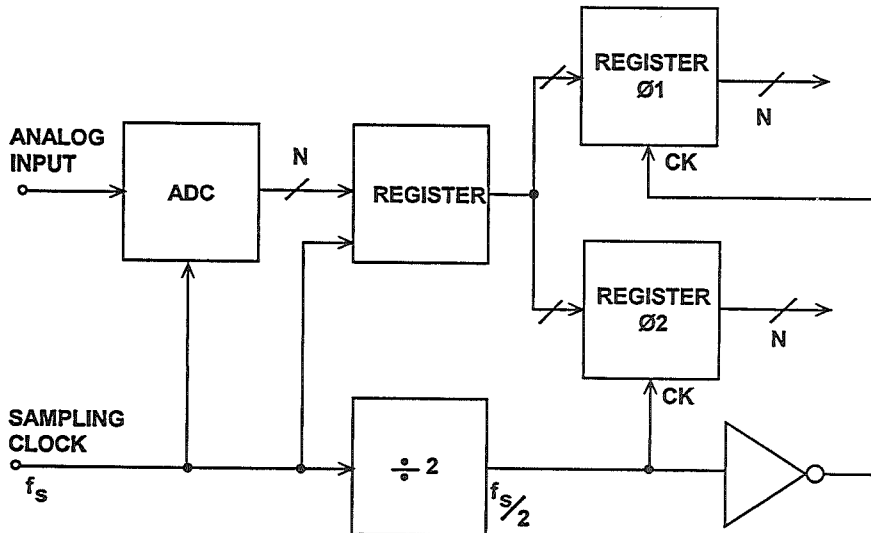 REGISTER
Ø1
N
CK
ANALOG
INPUT
ADC
N
REGISTER
REGISTER
Ø2
N
CK
SAMPLING
CLOCK
fs
÷ 2
fs/2